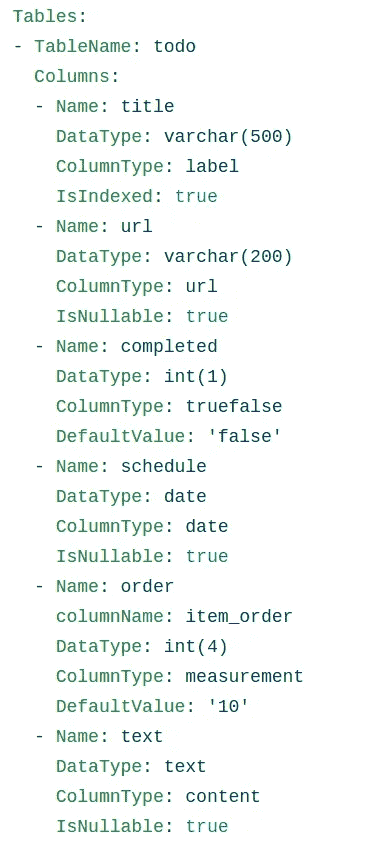 Tables:
- TableName: todo
  Columns:
  - Name: title
    DataType: varchar(500)
    ColumnType: label
    IsIndexed: true
  - Name: url
    DataType: varchar(200)
    ColumnType: url
    IsNullable: true
  - Name: completed
    DataType: int(1)
    ColumnType: truefalse
    DefaultValue: 'false'
  - Name: schedule
    DataType: date
    ColumnType: date
    IsNullable: true
  - Name: order
    columnName: item_order
    DataType: int(4)
    ColumnType: measurement
    DefaultValue: '10'
  - Name: text
    DataType: text
    ColumnType: content
    IsNullable: true